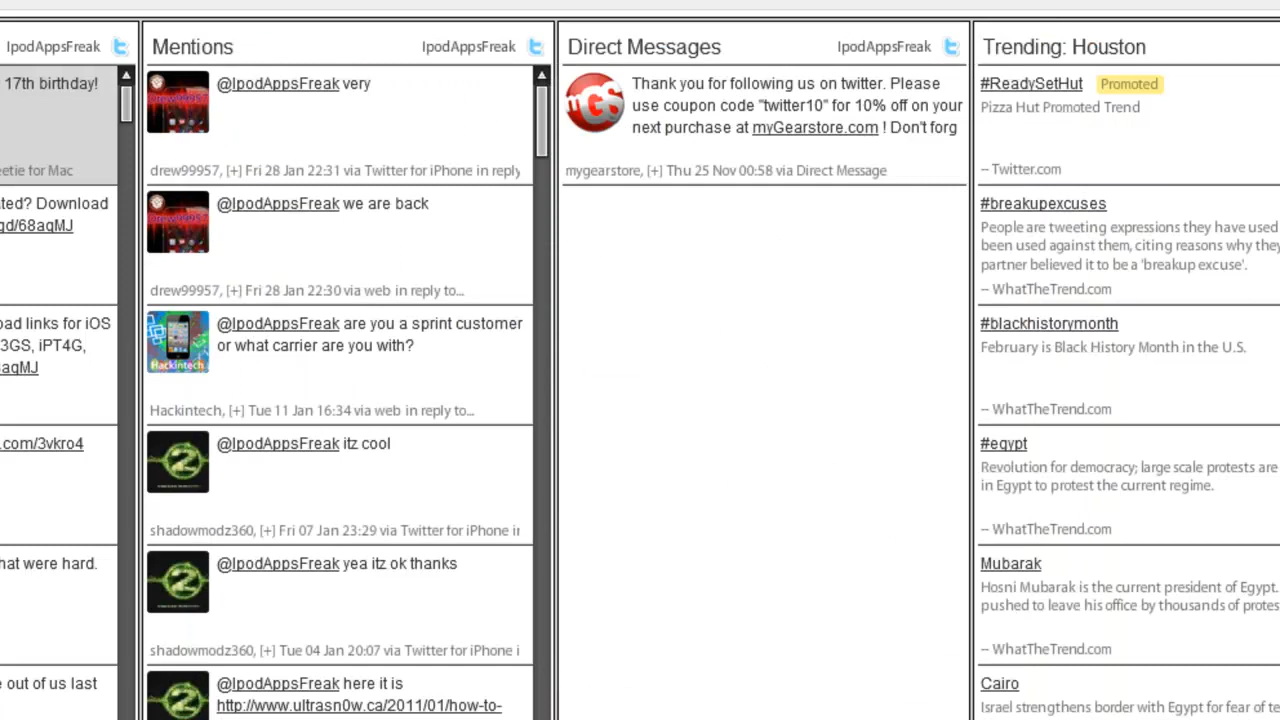 IpodAppsFreak
17th birthday!
eetie for Mac
ated? Download
gd/68aqMJ
oad links for iOS
3GS, iPT4G,
8aqMJ
.com/3vkro4
hat were hard.
e out of us last
Mentions
IpodAppsFreak
@IpodAppsFreak very
drew99957, [+] Fri 28 Jan 22:31 via Twitter for iPhone in reply
@IpodAppsFreak we are back
drew99957, [+] Fri 28 Jan 22:30 via web in reply to...
@IpodAppsFreak are you a sprint customer
or what carrier are you with?
Hackintech
Hackintech, [+] Tue 11 Jan 16:34 via web in reply to...
@IpodAppsFreak itz cool
shadowmodz360, [+] Fri 07 Jan 23:29 via Twitter for iPhone in
@IpodAppsFreak yea itz ok thanks
shadowmodz360, [+] Tue 04 Jan 20:07 via Twitter for iPhone i
@IpodAppsFreak here it is
http://www.ultrasn0w.ca/2011/01/how-to-
Direct Messages
IpodAppsFreak
mGS
Thank you for following us on twitter. Please
use coupon code "twitter10" for 10% off on your
next purchase at myGearstore.com ! Don't forg
mygearstore, [+] Thu 25 Nov 00:58 via Direct Message
Trending: Houston
#ReadySetHut Promoted
Pizza Hut Promoted Trend
-- Twitter.com
#breakupexcuses
People are tweeting expressions they have used
been used against them, citing reasons why they
partner believed it to be a 'breakup excuse'.
-- WhatTheTrend.com
#blackhistorymonth
February is Black History Month in the U.S.
-- WhatTheTrend.com
#egypt
Revolution for democracy; large scale protests are
in Egypt to protest the current regime.
-- WhatTheTrend.com
Mubarak
Hosni Mubarak is the current president of Egypt.
pushed to leave his office by thousands of protes
-- WhatTheTrend.com
Cairo
Israel strengthens border with Egypt for fear of te